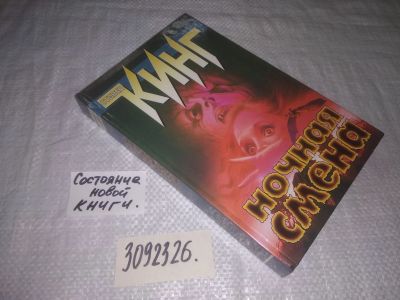 КИНГ
НОЧНАЯ
СМЕНА
Состояние
новой
книги.
3092326.